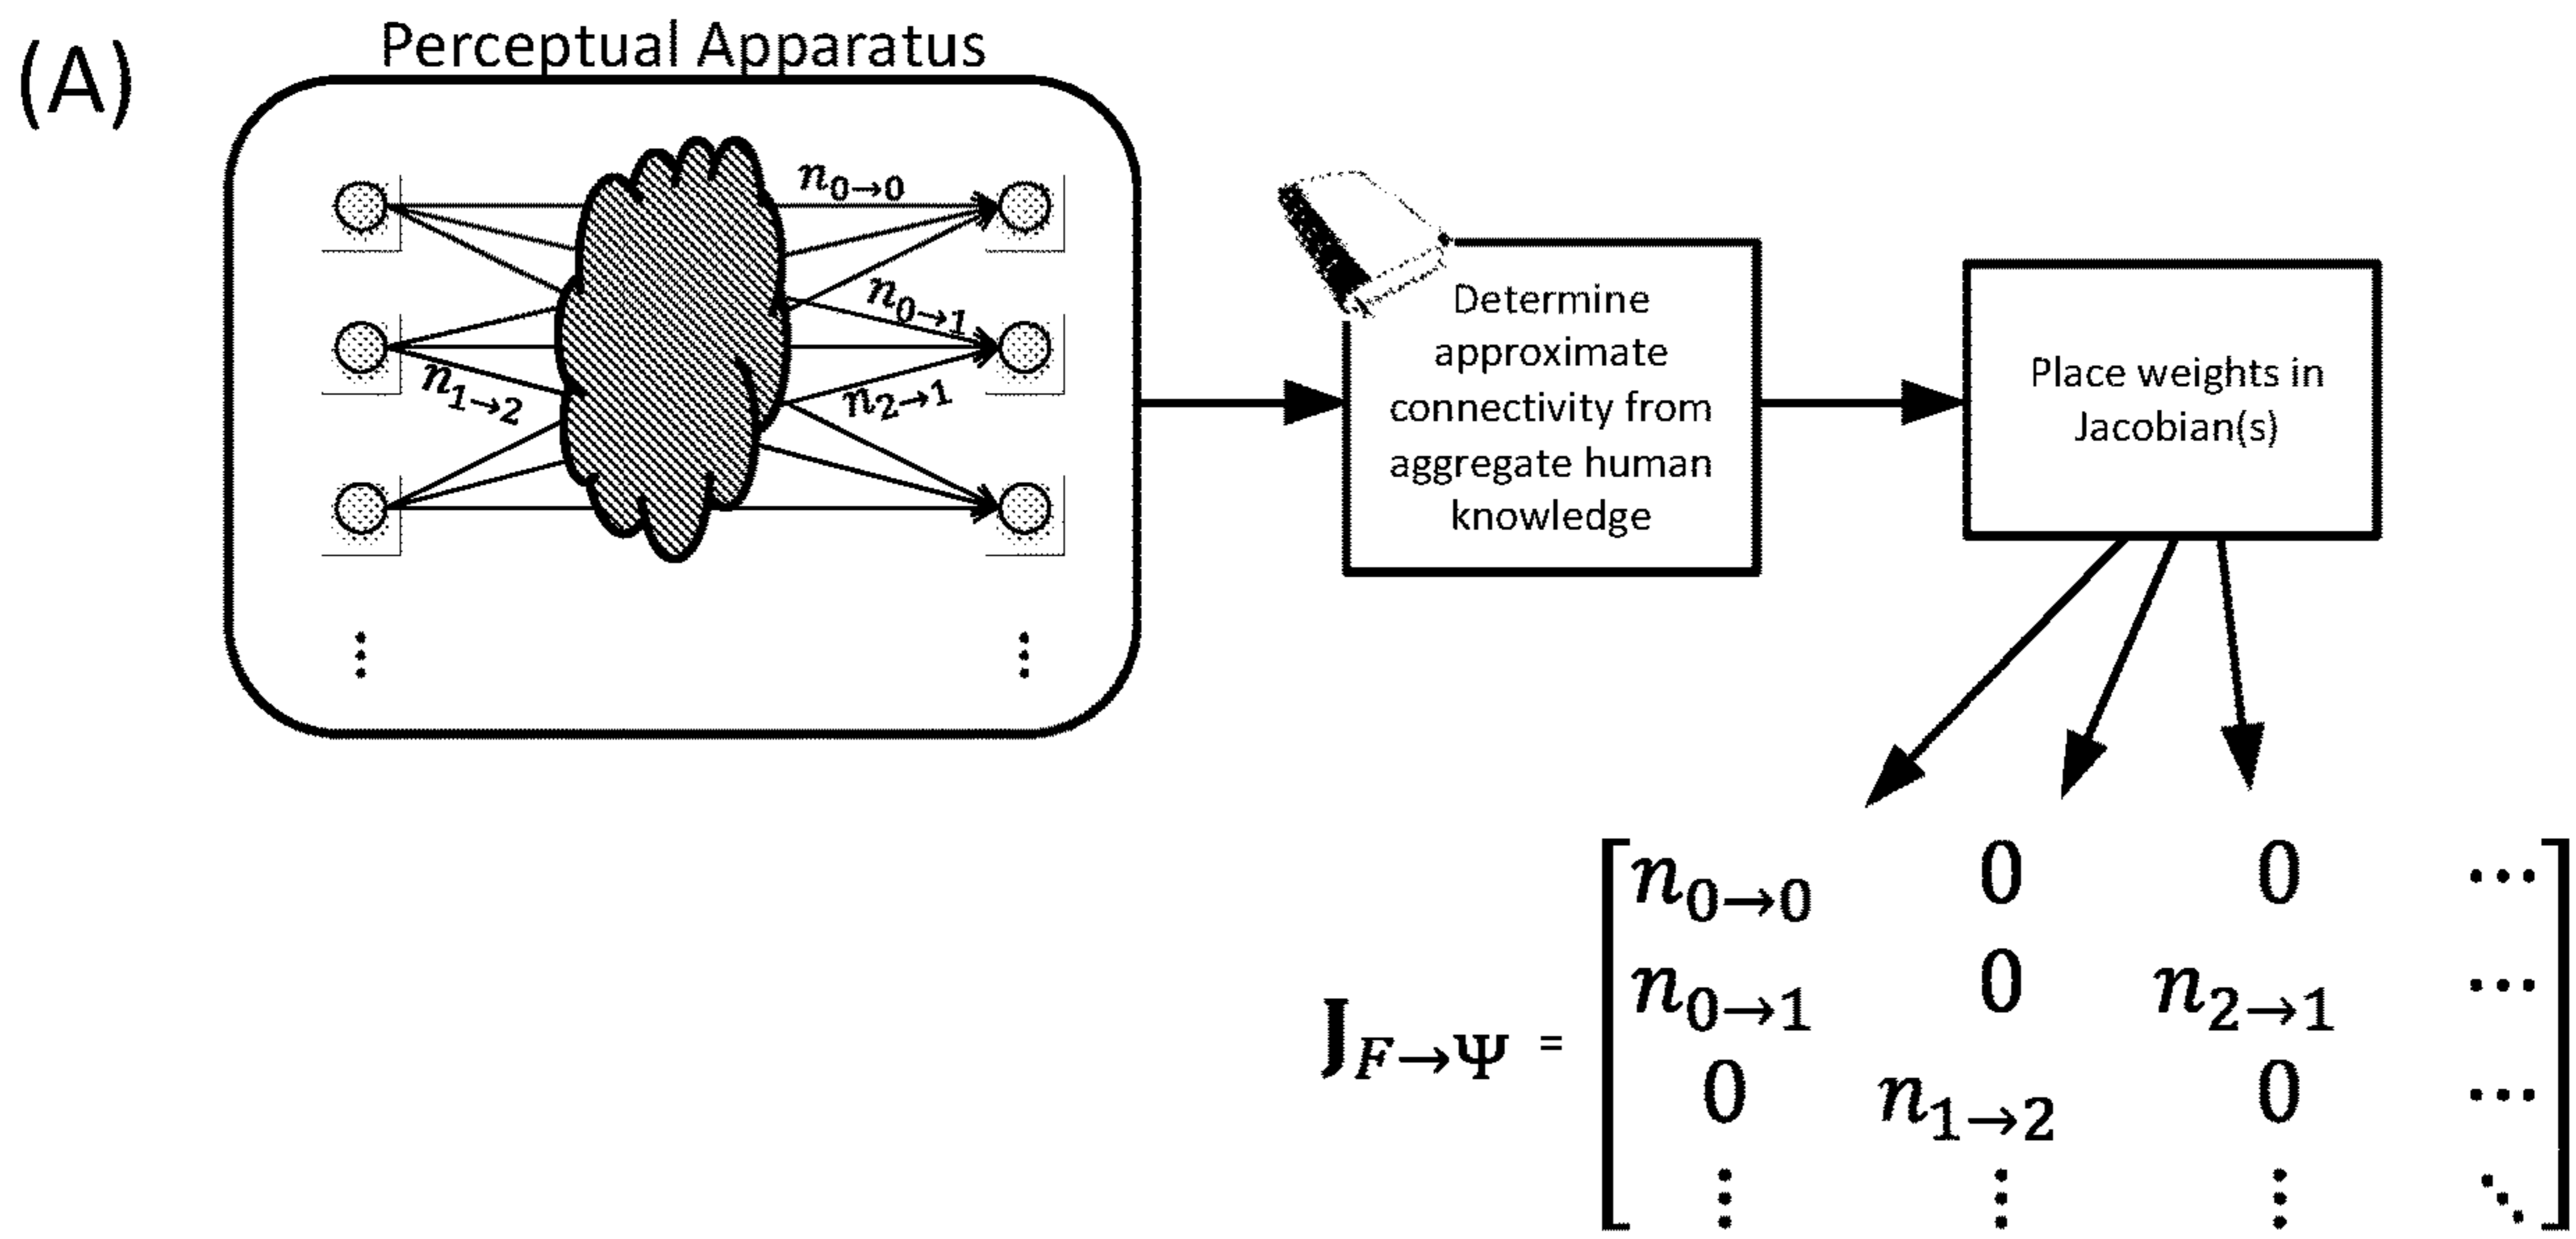 (A)
Perceptual Apparatus
n₀→₀
n₀→₁
n₁→₂
n₂→₁
⋮ ⋮
Determine
approximate
connectivity from
aggregate human
knowledge
Place weights in
Jacobian(s)
J_F→Ψ =
n₀→₀ 0 0 ⋯
n₀→₁ 0 n₂→₁ ⋯
0 n₁→₂ 0 ⋯
⋮ ⋮ ⋮ ⋱